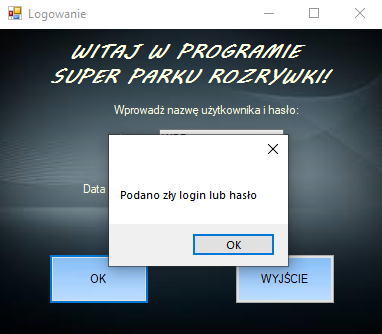 Logowanie
WITAJ W PROGRAMIE
SUPER PARKU ROZRYWKI!
Wprowadź nazwę użytkownika i hasło:
Data
Podano zły login lub hasło
OK
OK
WYJŚCIE